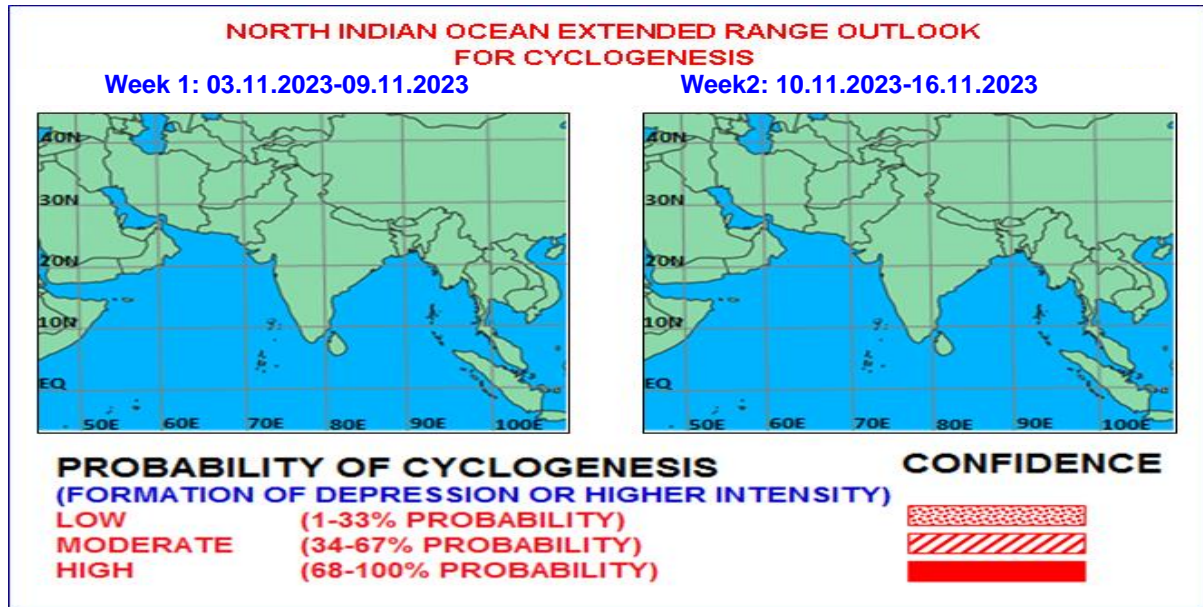 NORTH INDIAN OCEAN EXTENDED RANGE OUTLOOK
FOR CYCLOGENESIS
Week 1: 03.11.2023-09.11.2023
Week2: 10.11.2023-16.11.2023
40N
30N
20N
10N
EQ
50E 60E 70E 80E 90E 100E
40N
30N
20N
10N
EQ
50E 60E 70E 80E 90E 100E
PROBABILITY OF CYCLOGENESIS
CONFIDENCE
(FORMATION OF DEPRESSION OR HIGHER INTENSITY)
LOW (1-33% PROBABILITY)
MODERATE (34-67% PROBABILITY)
HIGH (68-100% PROBABILITY)